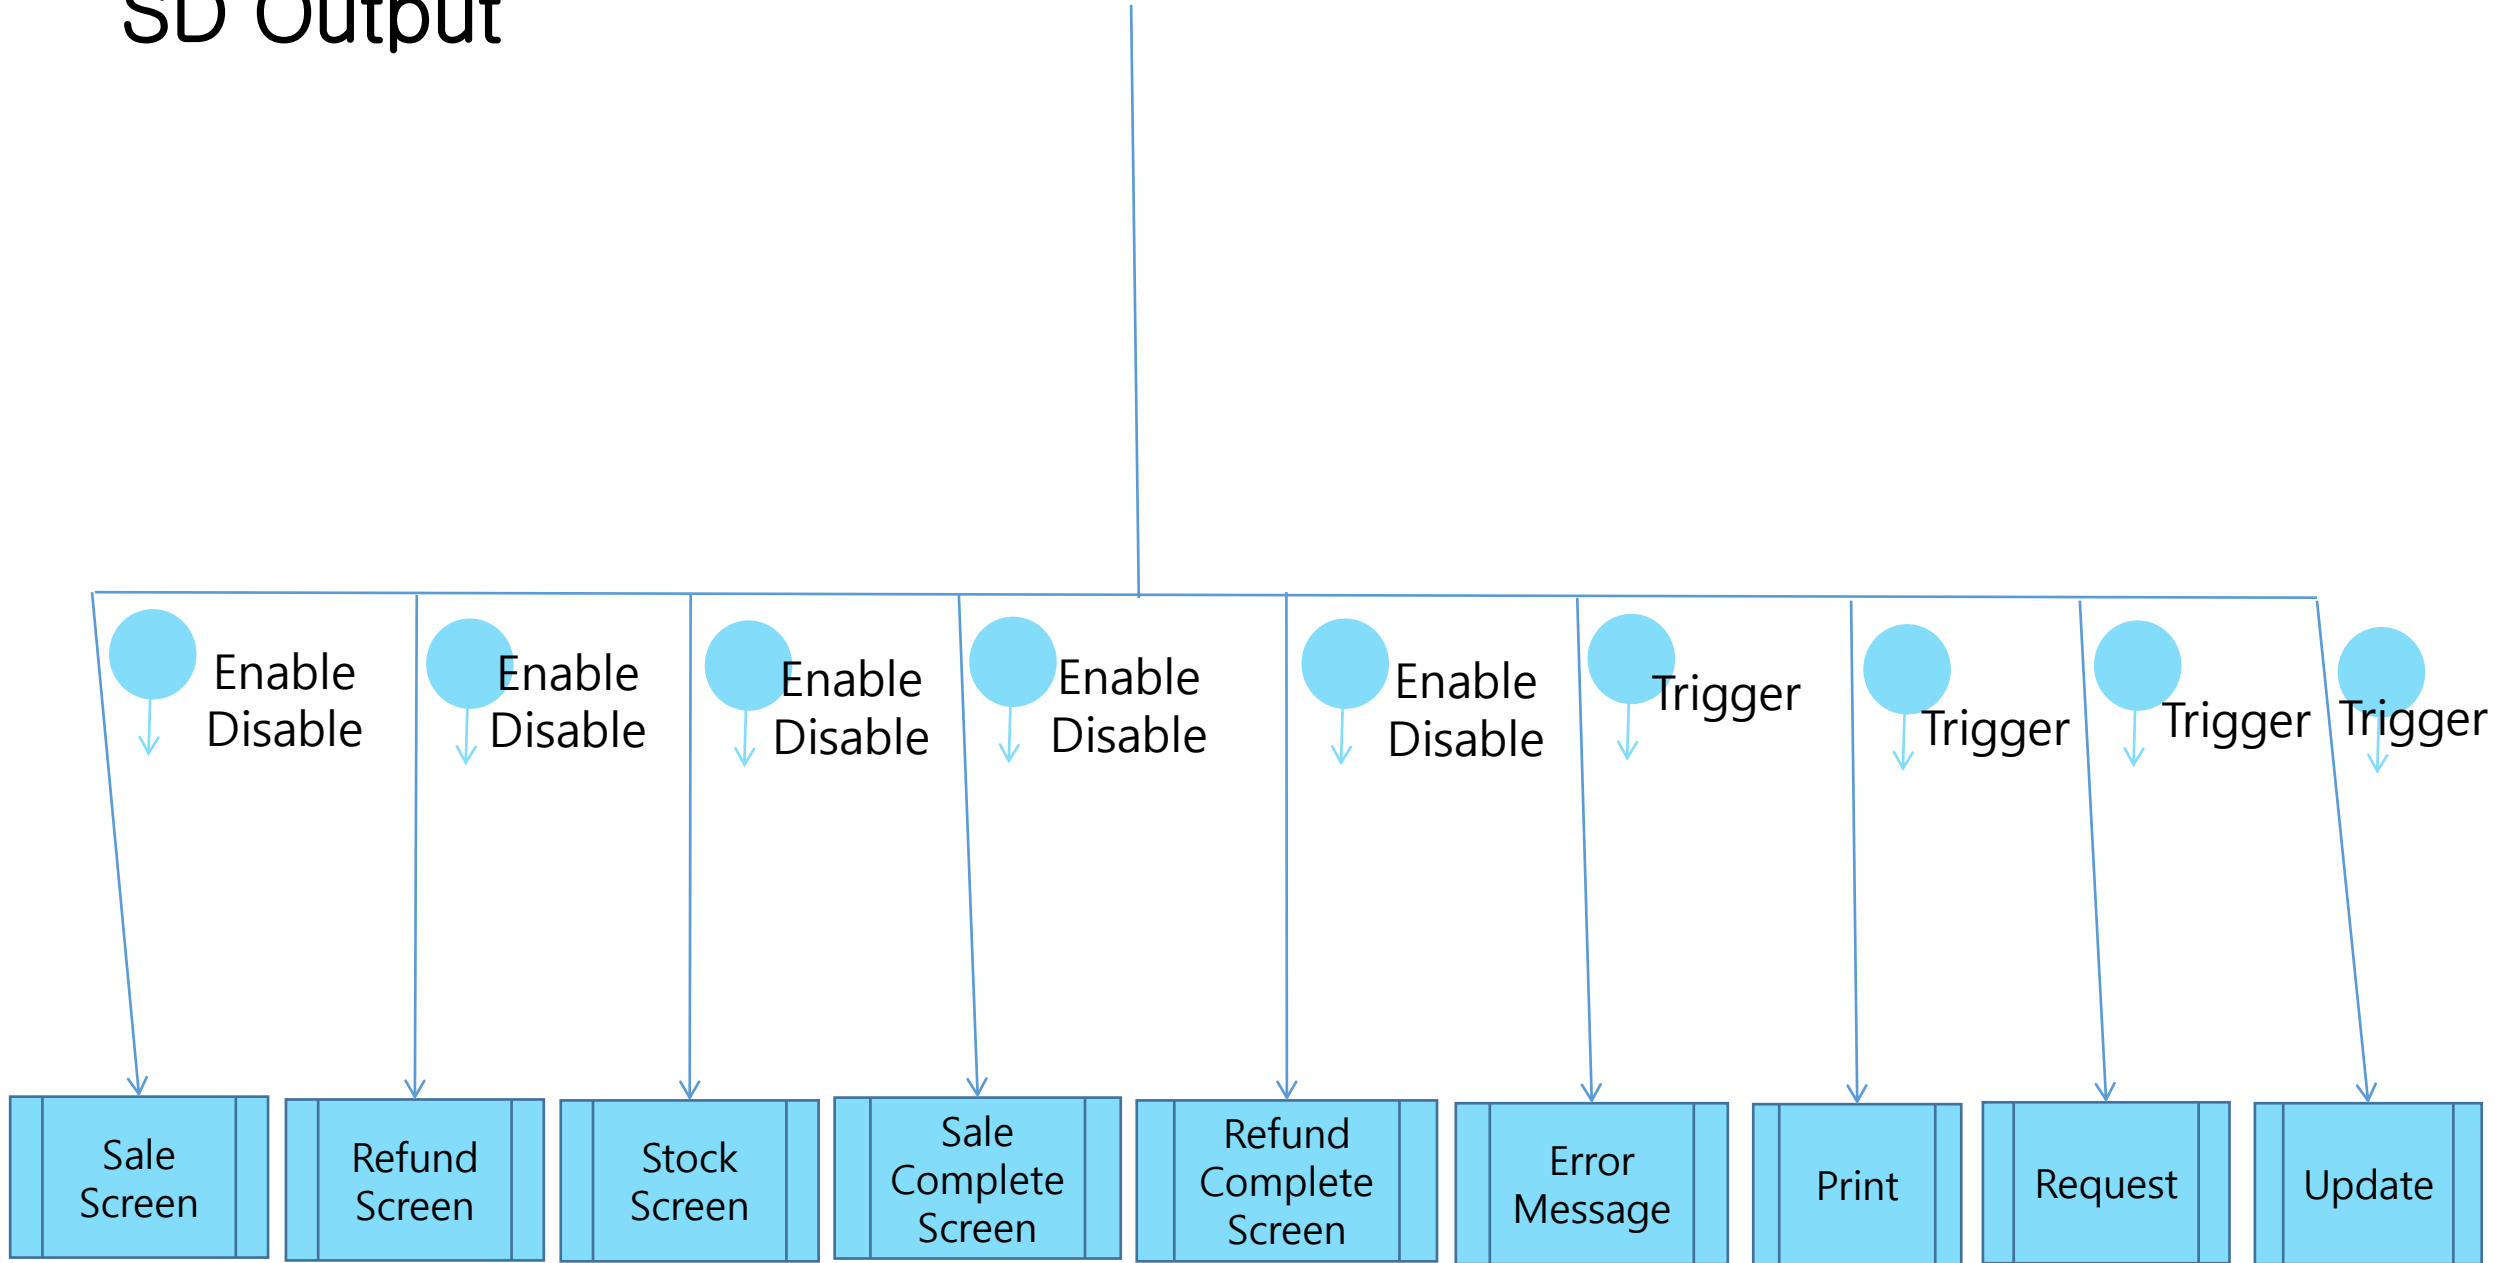 SD Output
Enable
Disable
Enable
Disable
Enable
Disable
Enable
Disable
Enable
Disable
Trigger
Trigger
Trigger
Trigger
Sale
Screen
Refund
Screen
Stock
Screen
Sale
Complete
Screen
Refund
Complete
Screen
Error
Message
Print
Request
Update